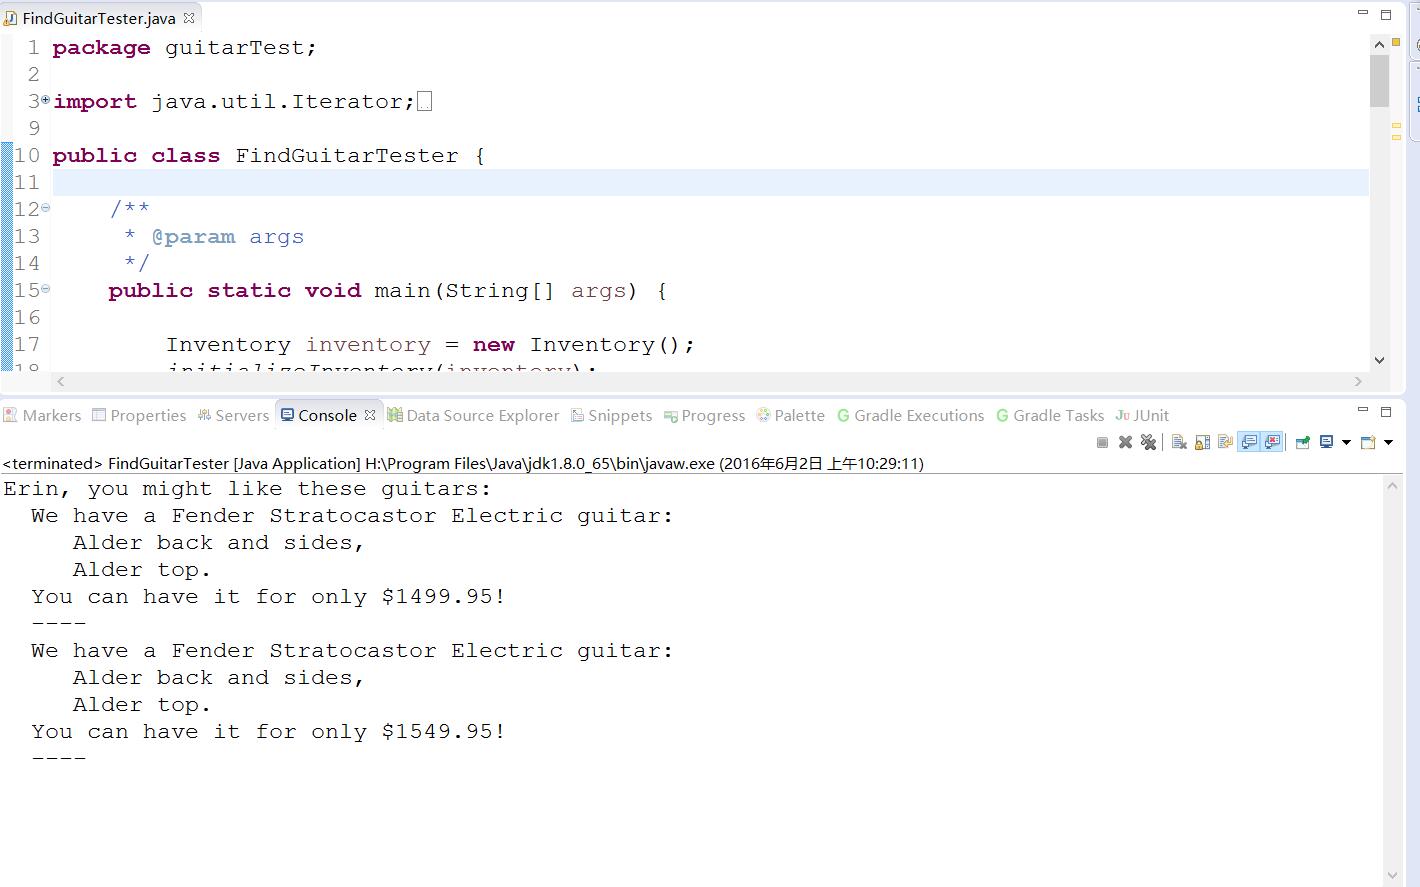 FindGuitarTester.java
1 package guitarTest;
2
3 import java.util.Iterator;
9
10 public class FindGuitarTester {
11
12 /**
13 * @param args
14 */
15 public static void main(String[] args) {
16
17 Inventory inventory = new Inventory();
18 initializeInventory(inventory);
Markers Properties Servers Console Data Source Explorer Snippets Progress Palette Gradle Executions Gradle Tasks JUnit
<terminated> FindGuitarTester [Java Application] H:\Program Files\Java\jdk1.8.0_65\bin\javaw.exe (2016年6月2日 上午10:29:11)
Erin, you might like these guitars:
We have a Fender Stratocastor Electric guitar:
Alder back and sides,
Alder top.
You can have it for only $1499.95!
----
We have a Fender Stratocastor Electric guitar:
Alder back and sides,
Alder top.
You can have it for only $1549.95!
----